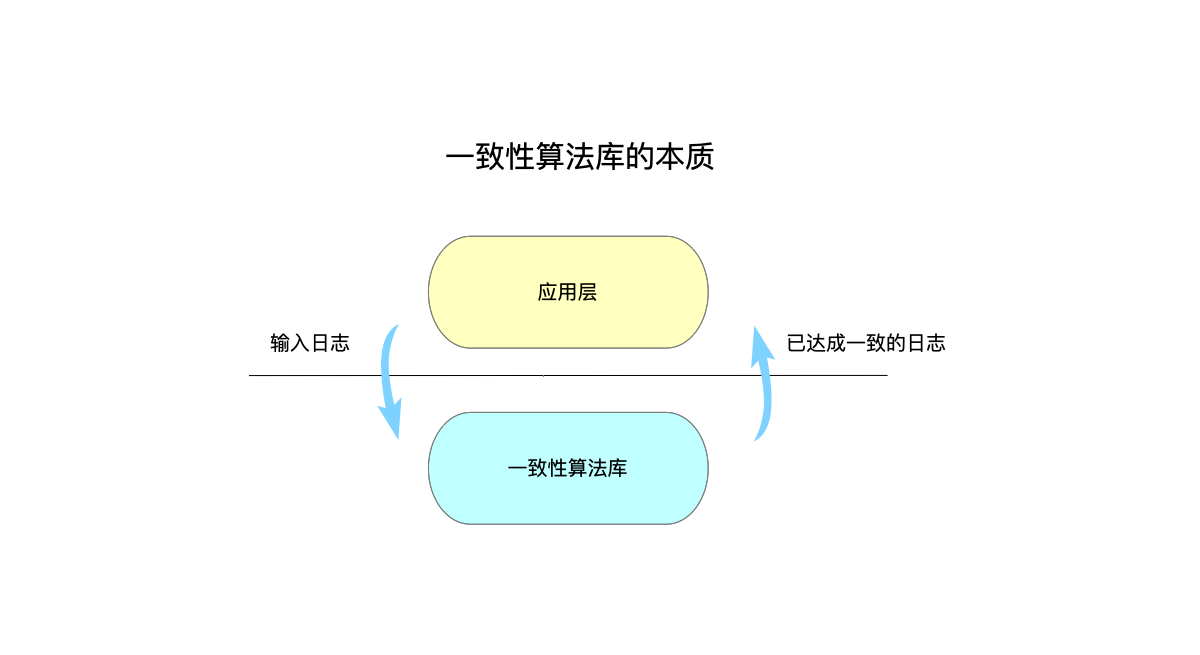 一致性算法库的本质
应用层
输入日志
已达成一致的日志
一致性算法库